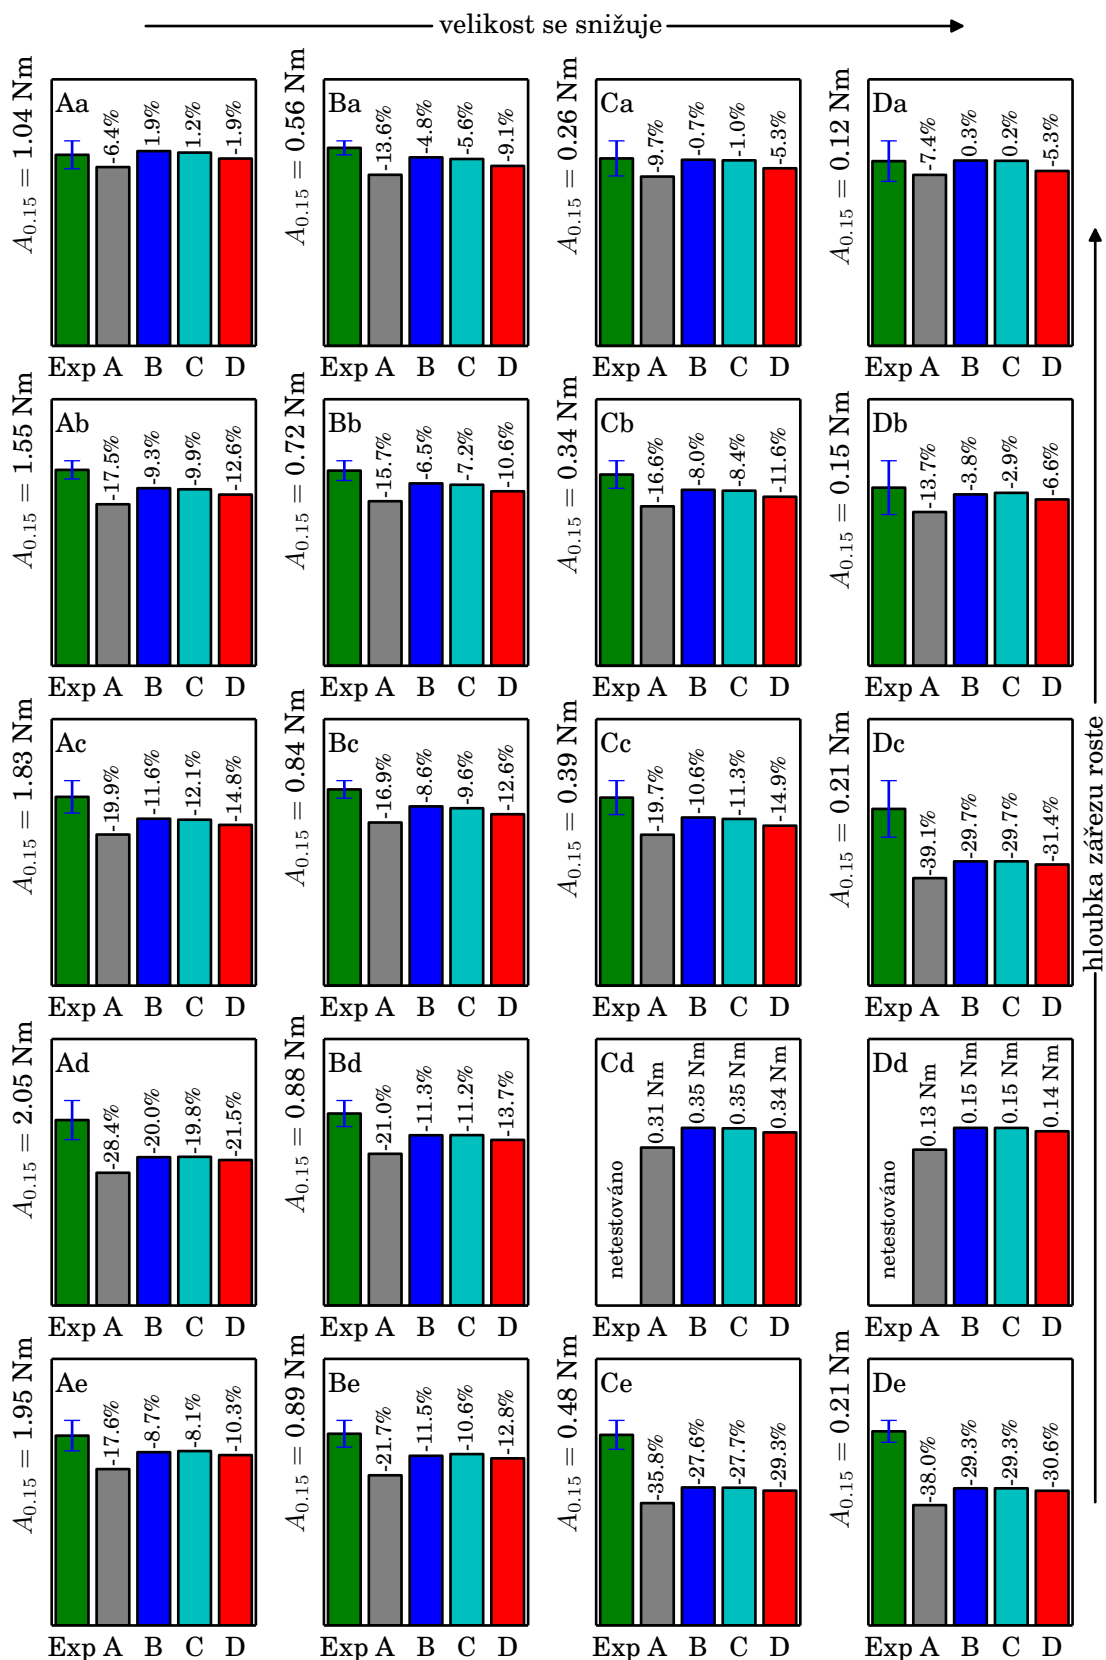 velikost se snižuje
A0.15 = 1.04 Nm
Aa
-6.4%
1.9%
1.2%
-1.9%
Exp A B C D
A0.15 = 0.56 Nm
Ba
-13.6%
-4.8%
-5.6%
-9.1%
Exp A B C D
A0.15 = 0.26 Nm
Ca
-9.7%
-0.7%
-1.0%
-5.3%
Exp A B C D
A0.15 = 0.12 Nm
Da
-7.4%
0.3%
0.2%
-5.3%
Exp A B C D
A0.15 = 1.55 Nm
Ab
-17.5%
-9.3%
-9.9%
-12.6%
Exp A B C D
A0.15 = 0.72 Nm
Bb
-15.7%
-6.5%
-7.2%
-10.6%
Exp A B C D
A0.15 = 0.34 Nm
Cb
-16.6%
-8.0%
-8.4%
-11.6%
Exp A B C D
A0.15 = 0.15 Nm
Db
-13.7%
-3.8%
-2.9%
-6.6%
Exp A B C D
A0.15 = 1.83 Nm
Ac
-19.9%
-11.6%
-12.1%
-14.8%
Exp A B C D
A0.15 = 0.84 Nm
Bc
-16.9%
-8.6%
-9.6%
-12.6%
Exp A B C D
A0.15 = 0.39 Nm
Cc
-19.7%
-10.6%
-11.3%
-14.9%
Exp A B C D
A0.15 = 0.21 Nm
Dc
-39.1%
-29.7%
-29.7%
-31.4%
Exp A B C D
hloubka zářezu roste
A0.15 = 2.05 Nm
Ad
-28.4%
-20.0%
-19.8%
-21.5%
Exp A B C D
A0.15 = 0.88 Nm
Bd
-21.0%
-11.3%
-11.2%
-13.7%
Exp A B C D
Cd
netestováno
0.31 Nm
0.35 Nm
0.35 Nm
0.34 Nm
Exp A B C D
Dd
netestováno
0.13 Nm
0.15 Nm
0.15 Nm
0.14 Nm
Exp A B C D
A0.15 = 1.95 Nm
Ae
-17.6%
-8.7%
-8.1%
-10.3%
Exp A B C D
A0.15 = 0.89 Nm
Be
-21.7%
-11.5%
-10.6%
-12.8%
Exp A B C D
A0.15 = 0.48 Nm
Ce
-35.8%
-27.6%
-27.7%
-29.3%
Exp A B C D
A0.15 = 0.21 Nm
De
-38.0%
-29.3%
-29.3%
-30.6%
Exp A B C D